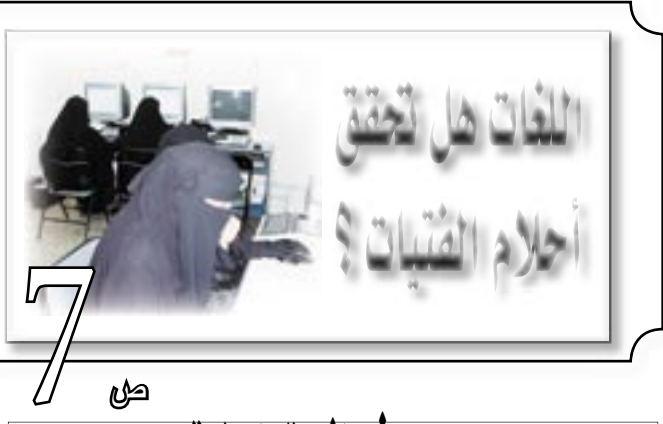 اللغات هل تحقق
أحلام الفتيات ؟
7 ص